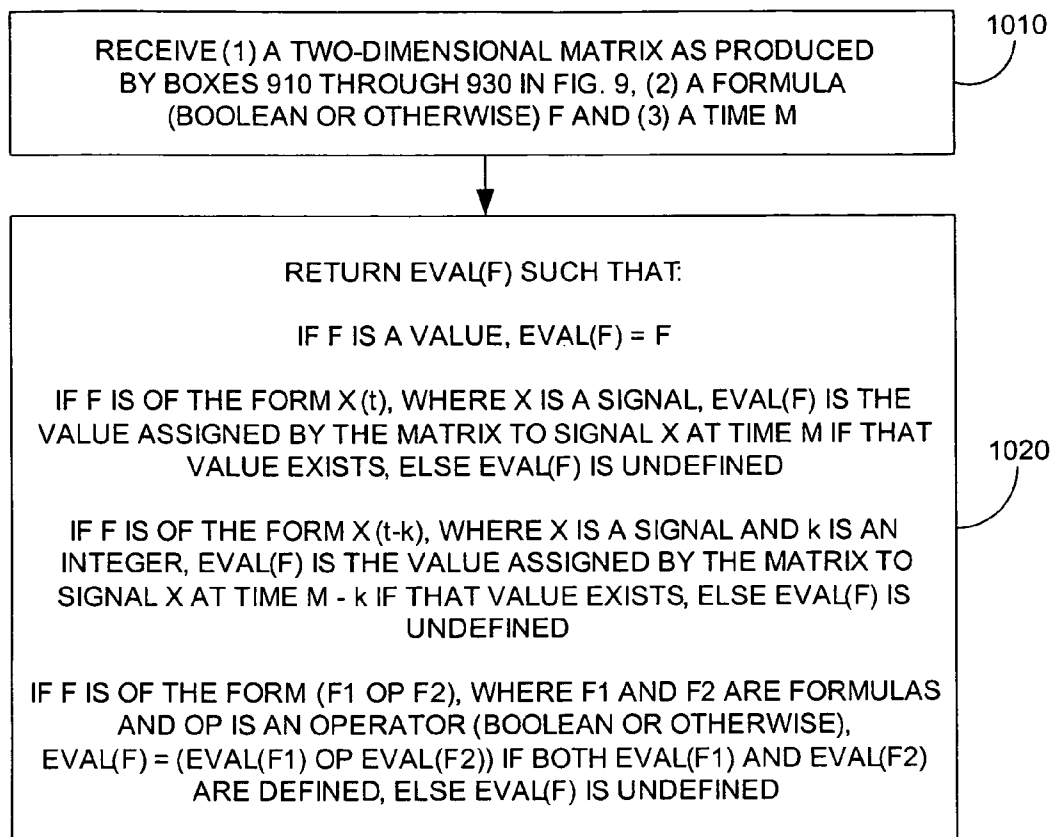 RECEIVE (1) A TWO-DIMENSIONAL MATRIX AS PRODUCED
BY BOXES 910 THROUGH 930 IN FIG. 9, (2) A FORMULA
(BOOLEAN OR OTHERWISE) F AND (3) A TIME M
1010
RETURN EVAL(F) SUCH THAT:
IF F IS A VALUE, EVAL(F) = F
IF F IS OF THE FORM X(t), WHERE X IS A SIGNAL, EVAL(F) IS THE
VALUE ASSIGNED BY THE MATRIX TO SIGNAL X AT TIME M IF THAT
VALUE EXISTS, ELSE EVAL(F) IS UNDEFINED
IF F IS OF THE FORM X(t-k), WHERE X IS A SIGNAL AND k IS AN
INTEGER, EVAL(F) IS THE VALUE ASSIGNED BY THE MATRIX TO
SIGNAL X AT TIME M - k IF THAT VALUE EXISTS, ELSE EVAL(F) IS
UNDEFINED
IF F IS OF THE FORM (F1 OP F2), WHERE F1 AND F2 ARE FORMULAS
AND OP IS AN OPERATOR (BOOLEAN OR OTHERWISE),
EVAL(F) = (EVAL(F1) OP EVAL(F2)) IF BOTH EVAL(F1) AND EVAL(F2)
ARE DEFINED, ELSE EVAL(F) IS UNDEFINED
1020